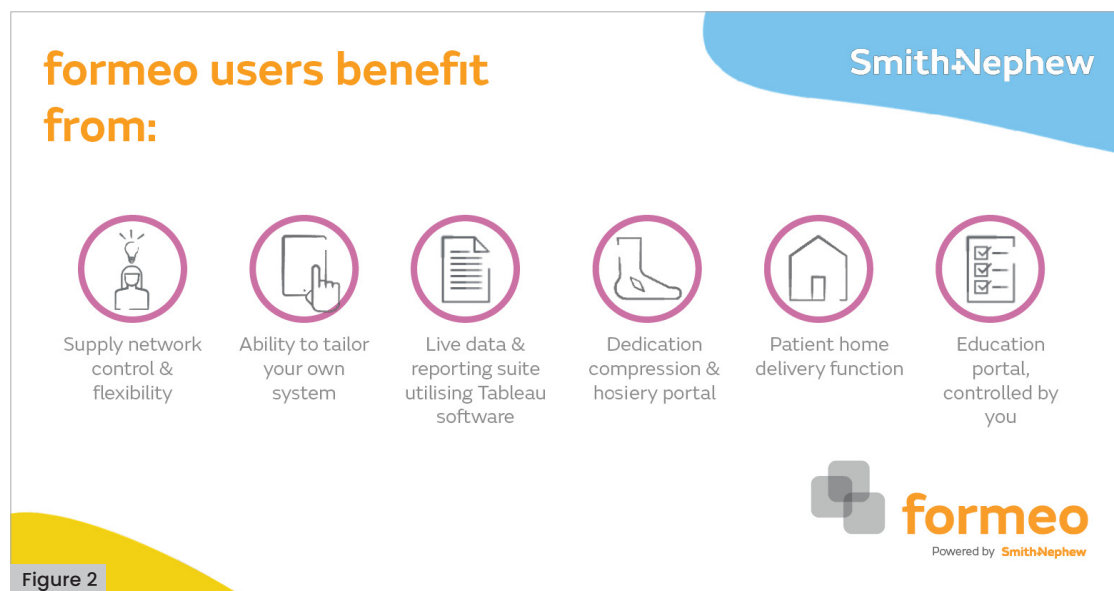 formeo users benefit
from:
Smith+Nephew
Supply network
control &
flexibility
Ability to tailor
your own
system
Live data &
reporting suite
utilising Tableau
software
Dedication
compression &
hosiery portal
Patient home
delivery function
Education
portal,
controlled by
you
formeo
Powered by Smith+Nephew
Figure 2